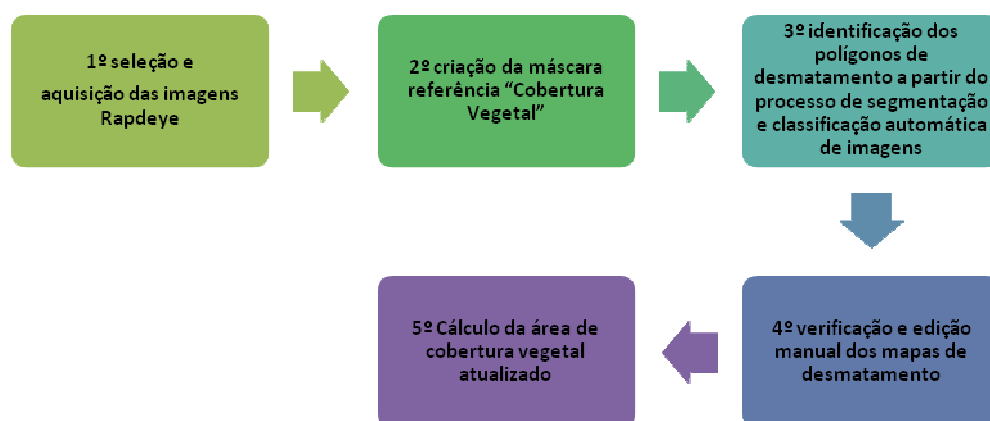 1º seleção e
aquisição das imagens
Rapdeye
2º criação da máscara
referência “Cobertura
Vegetal”
3º identificação dos
polígonos de
desmatamento a partir do
processo de segmentação
e classificação automática
de imagens
4º verificação e edição
manual dos mapas de
desmatamento
5º Cálculo da área de
cobertura vegetal
atualizado